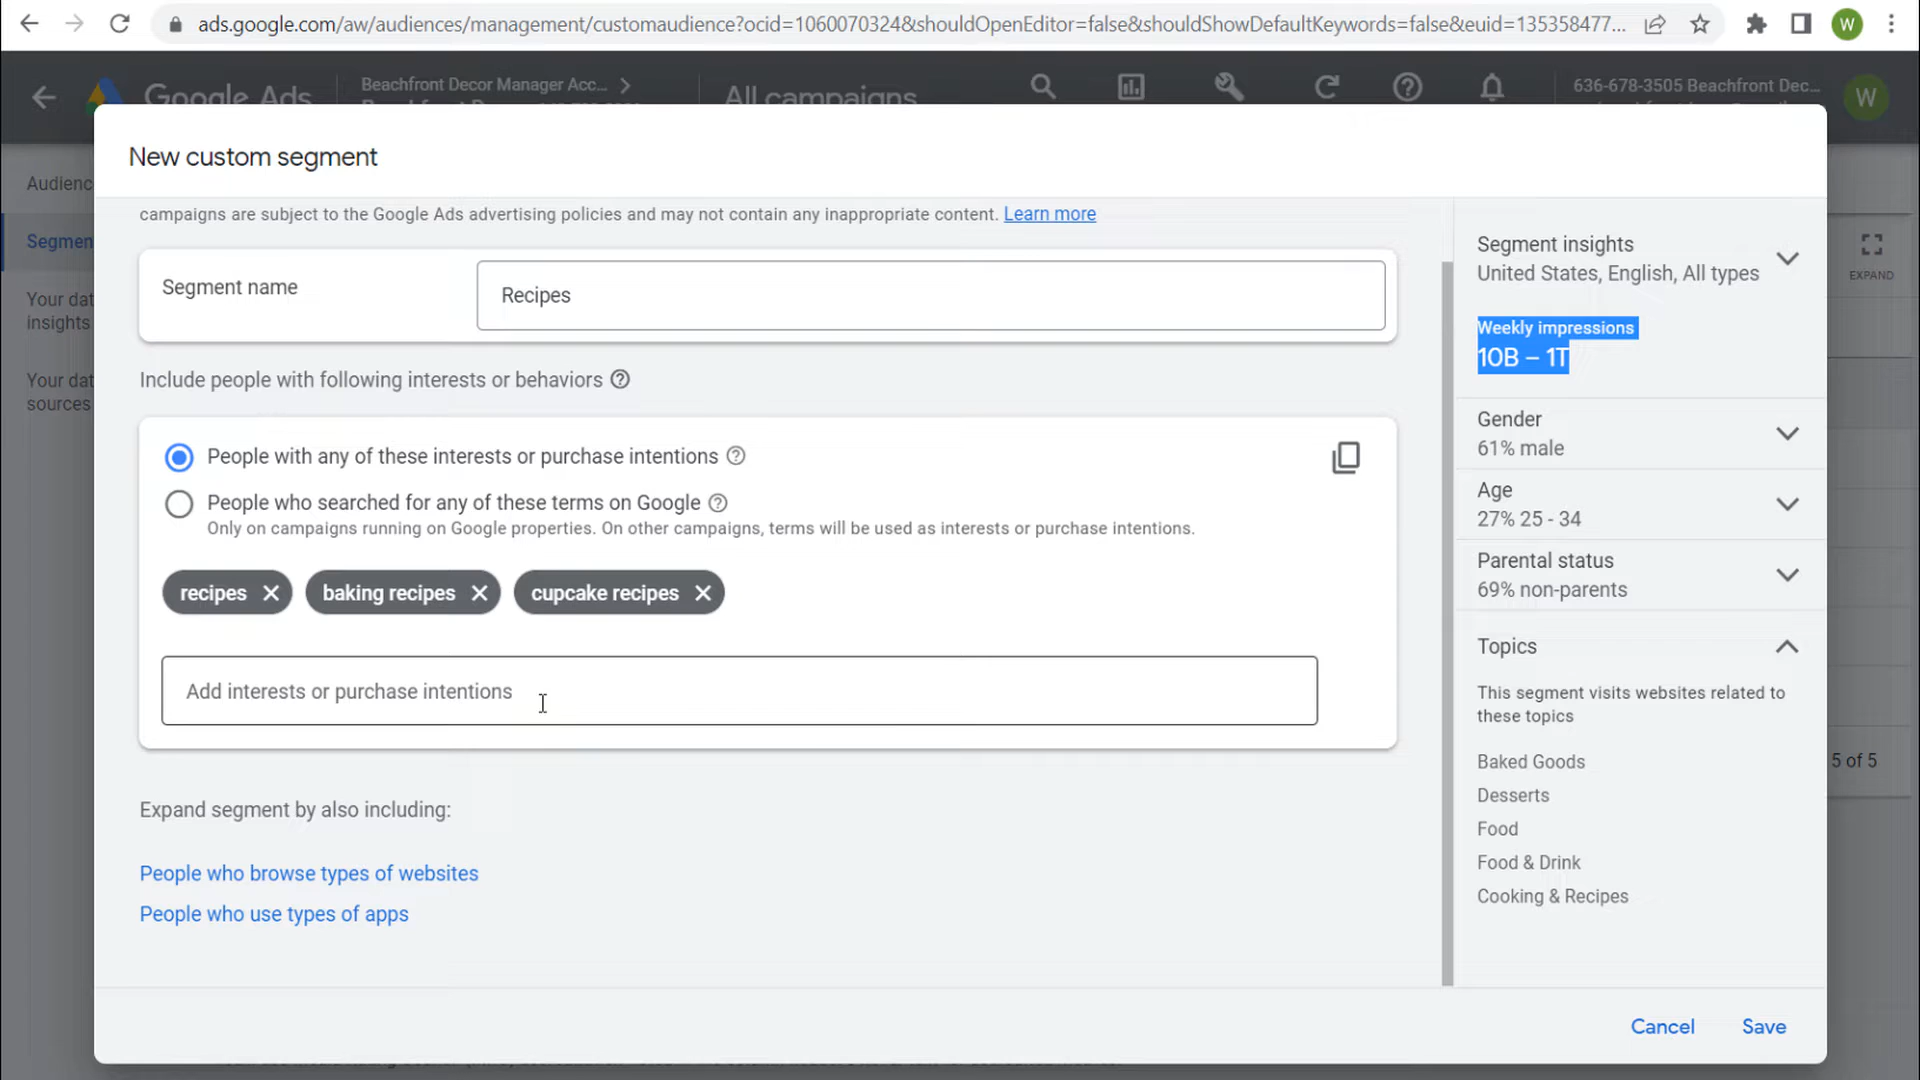 ads.google.com/aw/audiences/management/customaudience?ocid=1060070324&shouldOpenEditor=false&shouldShowDefaultKeywords=false&euid=135358477...
W
Google Ads
Beachfront Decor Manager Acc...
All campaigns
636-678-3505 Beachfront Dec...
W
New custom segment
Audienc
Segmen
Your dat
insights
Your dat
sources
EXPAND
5 of 5
campaigns are subject to the Google Ads advertising policies and may not contain any inappropriate content. Learn more
Segment name
Recipes
Include people with following interests or behaviors
People with any of these interests or purchase intentions
People who searched for any of these terms on Google
Only on campaigns running on Google properties. On other campaigns, terms will be used as interests or purchase intentions.
recipes
baking recipes
cupcake recipes
Add interests or purchase intentions
Expand segment by also including:
People who browse types of websites
People who use types of apps
Segment insights
United States, English, All types
Weekly impressions
10B – 1T
Gender
61% male
Age
27% 25 - 34
Parental status
69% non-parents
Topics
This segment visits websites related to
these topics
Baked Goods
Desserts
Food
Food & Drink
Cooking & Recipes
Cancel
Save